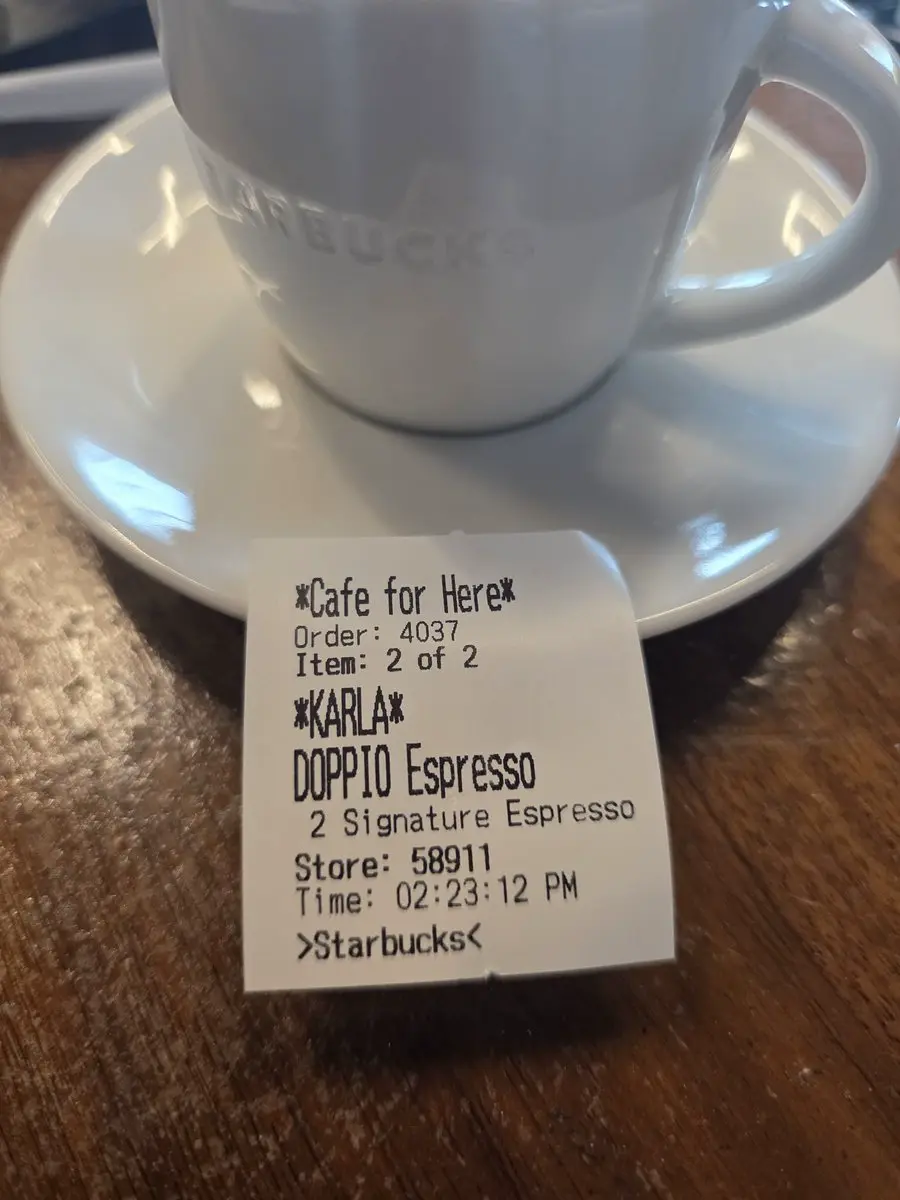 STARBUCKS
*Cafe for Here*
Order: 4037
Item: 2 of 2
*KARLA*
DOPPIO Espresso
2 Signature Espresso
Store: 58911
Time: 02:23:12 PM
>Starbucks<